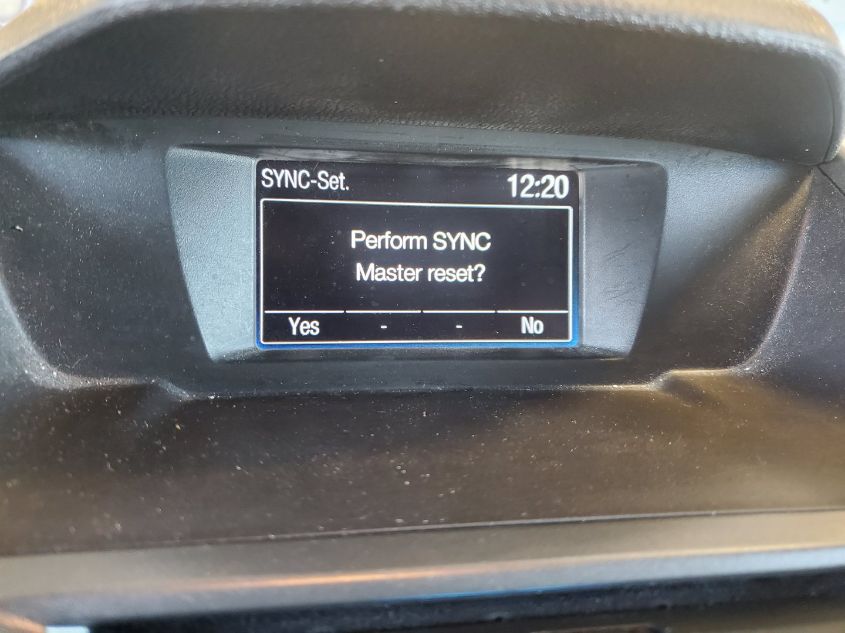 SYNC-Set. 12:20
Perform SYNC
Master reset?
Yes - - No